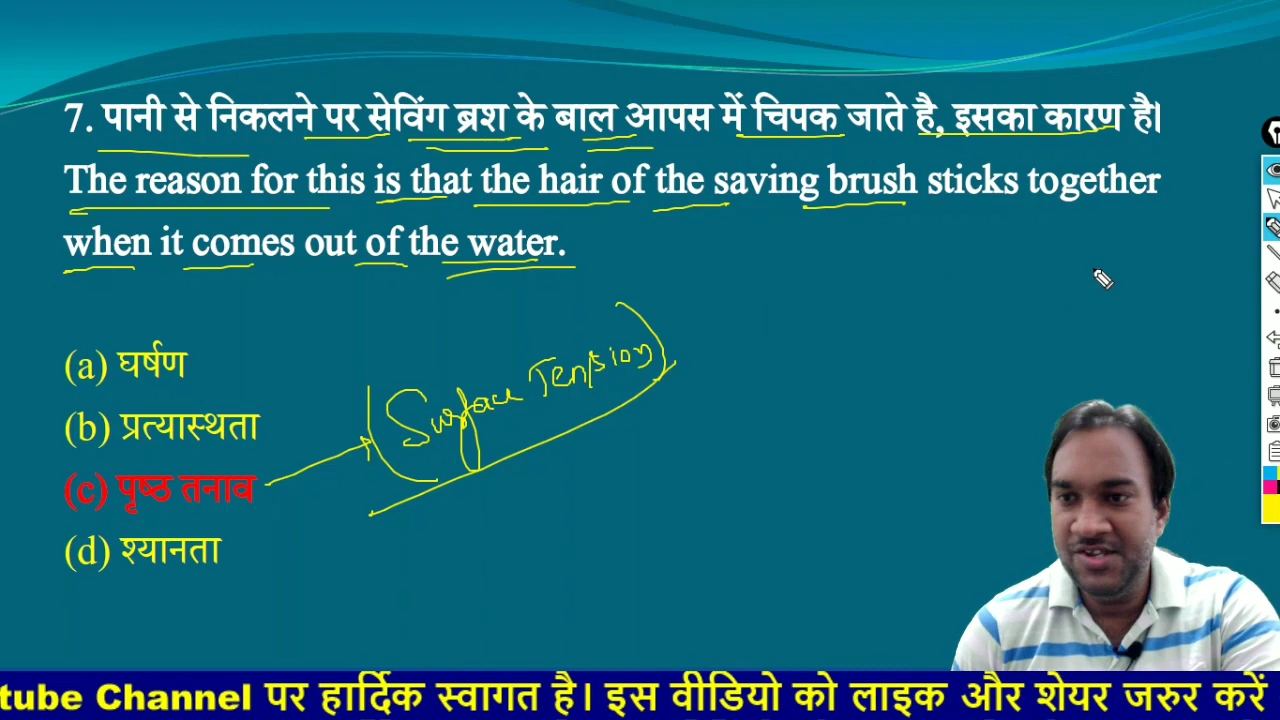 7. पानी से निकलने पर सेविंग ब्रश के बाल आपस में चिपक जाते है, इसका कारण है।
The reason for this is that the hair of the saving brush sticks together
when it comes out of the water.
(a) घर्षण
(b) प्रत्यास्थता
(c) पृष्ठ तनाव
Surface Tension
(d) श्यानता
tube Channel पर हार्दिक स्वागत है। इस वीडियो को लाइक और शेयर जरुर करें